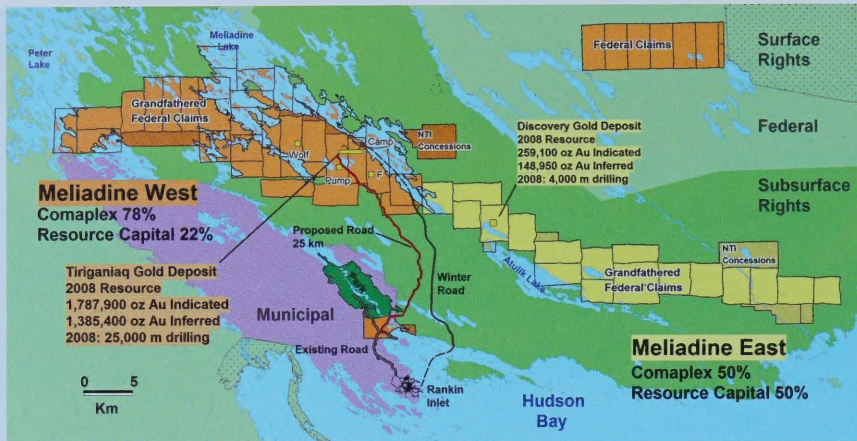 Peter
Lake
Meliadine
Lake
Federal Claims
Surface
Rights
Federal
Subsurface
Rights
Grandfathered
Federal Claims
Wolf
Pump
F
Camp
NTI
Concessions
Discovery Gold Deposit
2008 Resource
259,100 oz Au Indicated
148,950 oz Au Inferred
2008: 4,000 m drilling
Meliadine West
Comaplex 78%
Resource Capital 22%
Proposed Road
25 km
Tiriganiaq Gold Deposit
2008 Resource
1,787,900 oz Au Indicated
1,385,400 oz Au Inferred
2008: 25,000 m drilling
Park
Winter
Road
Atulik Lake
NTI
Concessions
Grandfathered
Federal Claims
Municipal
Existing Road
Rankin
Inlet
Meliadine East
Comaplex 50%
Resource Capital 50%
Hudson
Bay
0 5
Km